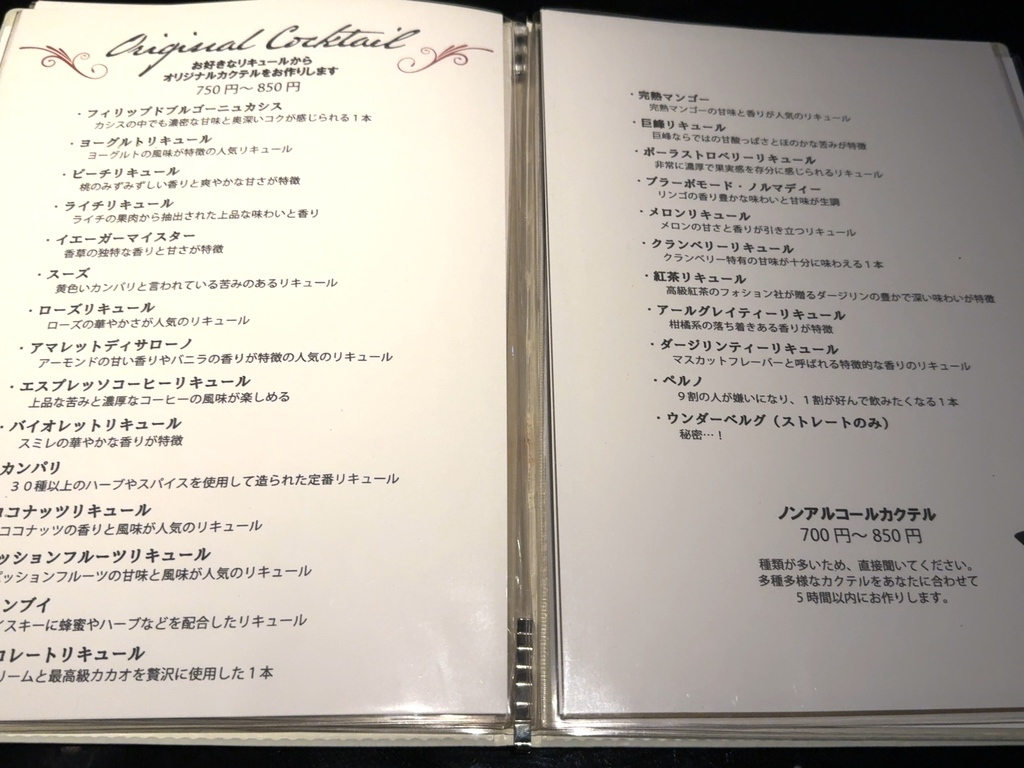 Original Cocktail
お好きなリキュールから
オリジナルカクテルをお作りします
750 円〜 850 円
・フィリップドブルゴーニュカシス
カシスの中でも濃密な甘味と奥深いコクが感じられる1本
・ヨーグルトリキュール
ヨーグルトの風味が特徴の人気リキュール
・ピーチリキュール
桃のみずみずしい香りと爽やかな甘さが特徴
・ライチリキュール
ライチの果肉から抽出された上品な味わいと香り
・イエーガーマイスター
香草の独特な香りと甘さが特徴
・スーズ
黄色いカンパリと言われている苦みのあるリキュール
・ローズリキュール
ローズの華やかさが人気のリキュール
・アマレットディサローノ
アーモンドの甘い香りやバニラの香りが特徴の人気のリキュール
・エスプレッソコーヒーリキュール
上品な苦みと濃厚なコーヒーの風味が楽しめる
・バイオレットリキュール
スミレの華やかな香りが特徴
カンパリ
30種以上のハーブやスパイスを使用して造られた定番リキュール
ココナッツリキュール
ココナッツの香りと風味が人気のリキュール
ッションフルーツリキュール
パッションフルーツの甘味と風味が人気のリキュール
ンブイ
イスキーに蜂蜜やハーブなどを配合したリキュール
コレートリキュール
リームと最高級カカオを贅沢に使用した1本
・完熟マンゴー
完熟マンゴーの甘味と香りが人気のリキュール
・巨峰リキュール
巨峰ならではの甘酸っぱさとほのかな苦みが特徴
・ポーラストロベリーリキュール
非常に濃厚で果実感を存分に感じられるリキュール
・ブラーボモード・ノルマディー
リンゴの香り豊かな味わいと甘味が生調
・メロンリキュール
メロンの甘さと香りが引き立つリキュール
・クランベリーリキュール
クランベリー特有の甘味が十分に味わえる1本
・紅茶リキュール
高級紅茶のフォション社が贈るダージリンの豊かで深い味わいが特徴
・アールグレイティーリキュール
柑橘系の落ち着きある香りが特徴
・ダージリンティーリキュール
マスカットフレーバーと呼ばれる特徴的な香りのリキュール
・ペルノ
9割の人が嫌いになり、1割が好んで飲みたくなる1本
・ウンダーベルグ（ストレートのみ）
秘密…！
ノンアルコールカクテル
700 円〜 850 円
種類が多いため、直接聞いてください。
多種多様なカクテルをあなたに合わせて
5時間以内にお作りします。